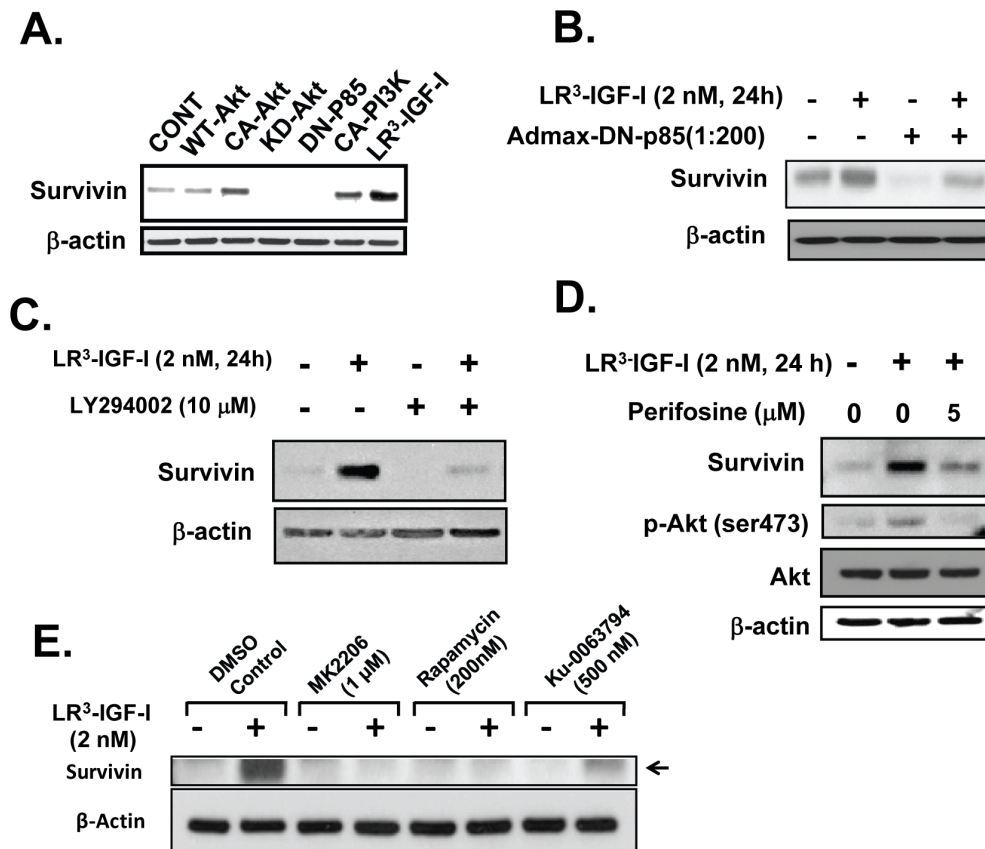 A.
CONT WT-Akt CA-Akt KD-Akt DN-P85 CA-PI3K LR³-IGF-I
Survivin
β-actin
B.
LR³-IGF-I (2 nM, 24h) - + - +
Admax-DN-p85(1:200) - - + +
Survivin
β-actin
C.
LR³-IGF-I (2 nM, 24h) - + - +
LY294002 (10 μM) - - + +
Survivin
β-actin
D.
LR³-IGF-I (2 nM, 24 h) - + +
Perifosine (μM) 0 0 5
Survivin
p-Akt (ser473)
Akt
β-actin
E.
DMSO Control
MK2206 (1 μM)
Rapamycin (200nM)
Ku-0063794 (500 nM)
LR³-IGF-I - + - + - + - +
(2 nM)
Survivin
β-Actin